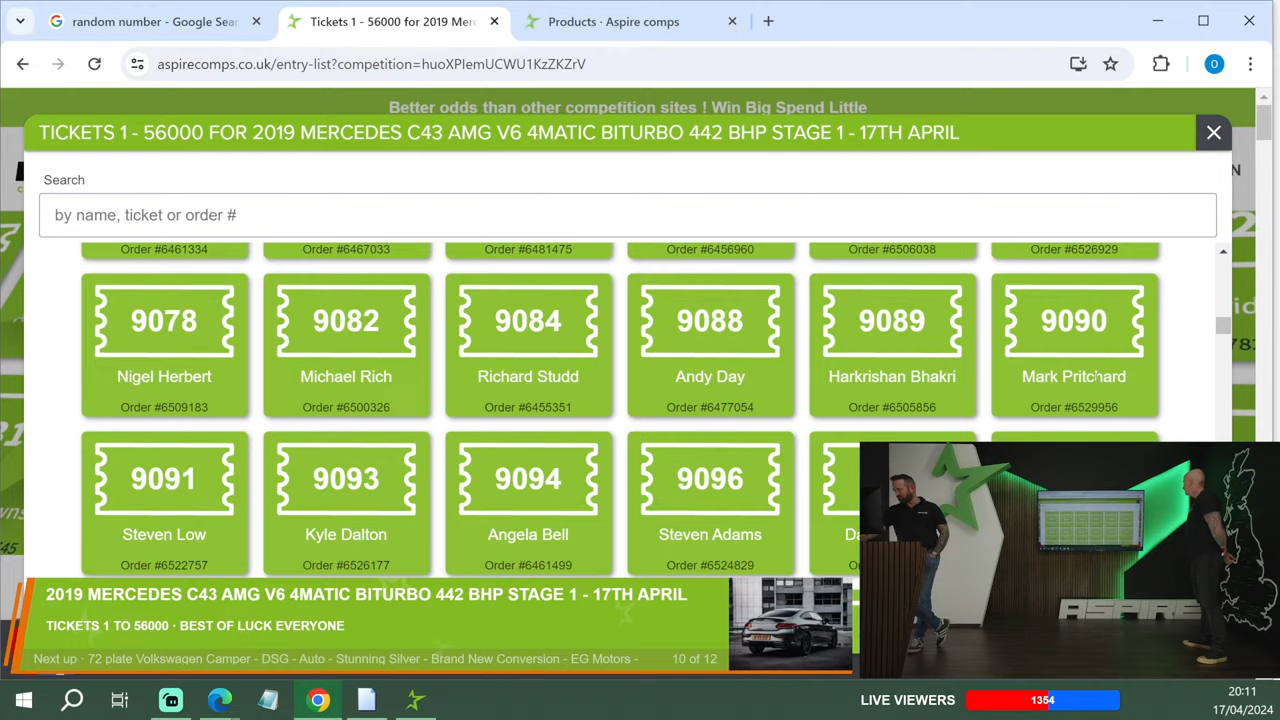 random number - Google Sear
Tickets 1 - 56000 for 2019 Merc
Products · Aspire comps
aspirecomps.co.uk/entry-list?competition=huoXPIemUCWU1KzZKZrV
O
Better odds than other competition sites ! Win Big Spend Little
TICKETS 1 - 56000 FOR 2019 MERCEDES C43 AMG V6 4MATIC BITURBO 442 BHP STAGE 1 - 17TH APRIL
Search
by name, ticket or order #
Order #6461334 Order #6467033 Order #6481475 Order #6456960 Order #6506038 Order #6526929
9078 9082 9084 9088 9089 9090
Nigel Herbert Michael Rich Richard Studd Andy Day Harkrishan Bhakri Mark Pritchard
Order #6509183 Order #6500326 Order #6455351 Order #6477054 Order #6505856 Order #6529956
9091 9093 9094 9096
Steven Low Kyle Dalton Angela Bell Steven Adams
Order #6522757 Order #6526177 Order #6461499 Order #6524829
2019 MERCEDES C43 AMG V6 4MATIC BITURBO 442 BHP STAGE 1 - 17TH APRIL
TICKETS 1 TO 56000 · BEST OF LUCK EVERYONE
Next up · 72 plate Volkswagen Camper - DSG - Auto - Stunning Silver - Brand New Conversion - EG Motors -
10 of 12
ASPIRE
LIVE VIEWERS
1354
20:11
17/04/2024